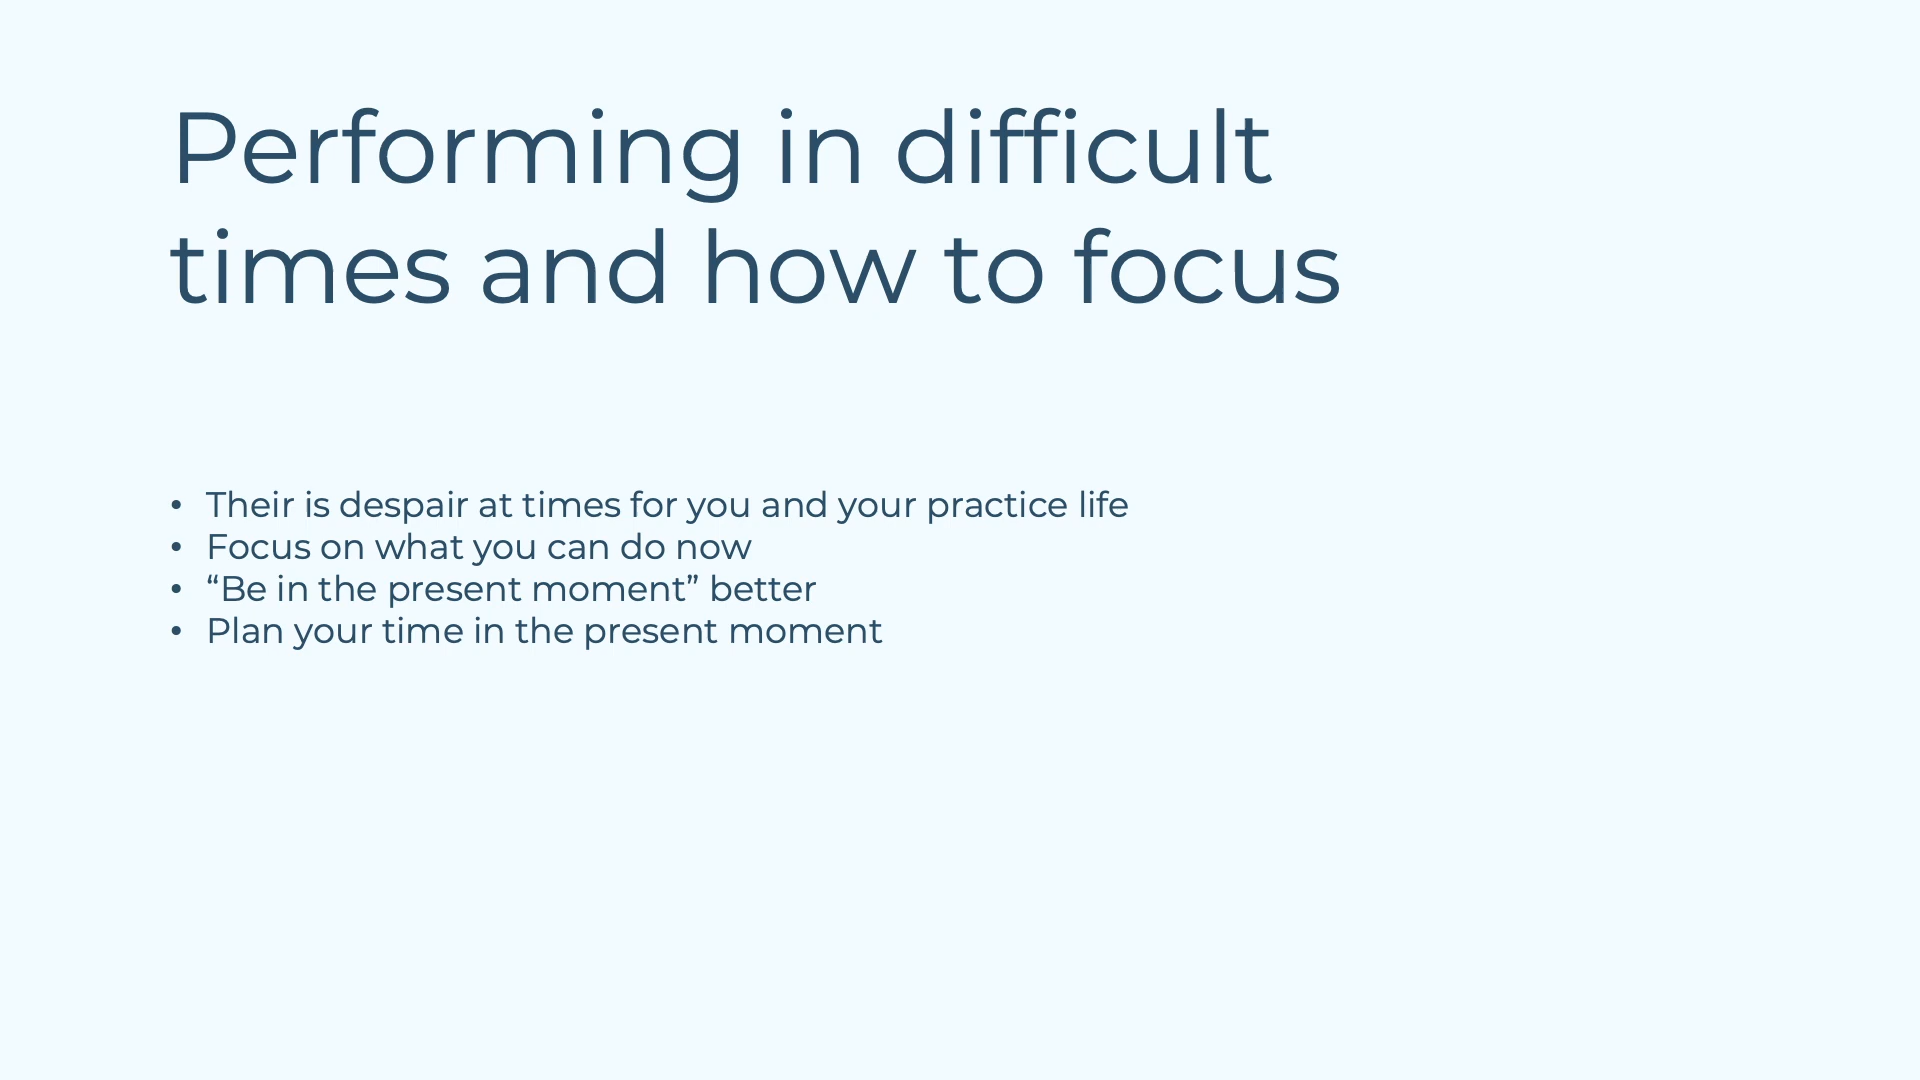 Performing in difficult
times and how to focus
• Their is despair at times for you and your practice life
• Focus on what you can do now
• “Be in the present moment” better
• Plan your time in the present moment